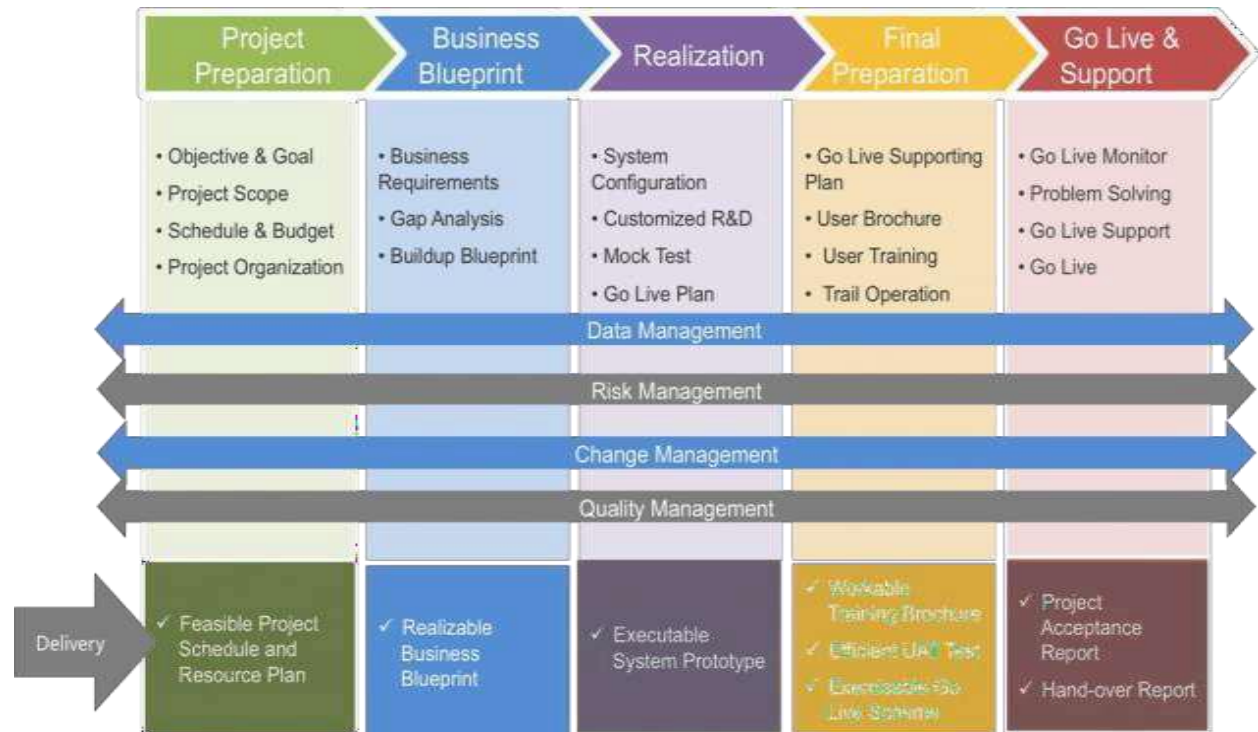 Project
Preparation
Business
Blueprint
Realization
Final
Preparation
Go Live &
Support
• Objective & Goal
• Project Scope
• Schedule & Budget
• Project Organization
• Business
Requirements
• Gap Analysis
• Buildup Blueprint
• System
Configuration
• Customized R&D
• Mock Test
• Go Live Plan
• Go Live Supporting
Plan
• User Brochure
• User Training
• Trail Operation
• Go Live Monitor
• Problem Solving
• Go Live Support
• Go Live
Data Management
Risk Management
Change Management
Quality Management
Delivery
✓ Feasible Project
Schedule and
Resource Plan
✓ Realizable
Business
Blueprint
✓ Executable
System Prototype
✓ Workable
Training Brochure
✓ Efficient Test
✓ Go
Live Scheme
✓ Project
Acceptance
Report
✓ Hand-over Report